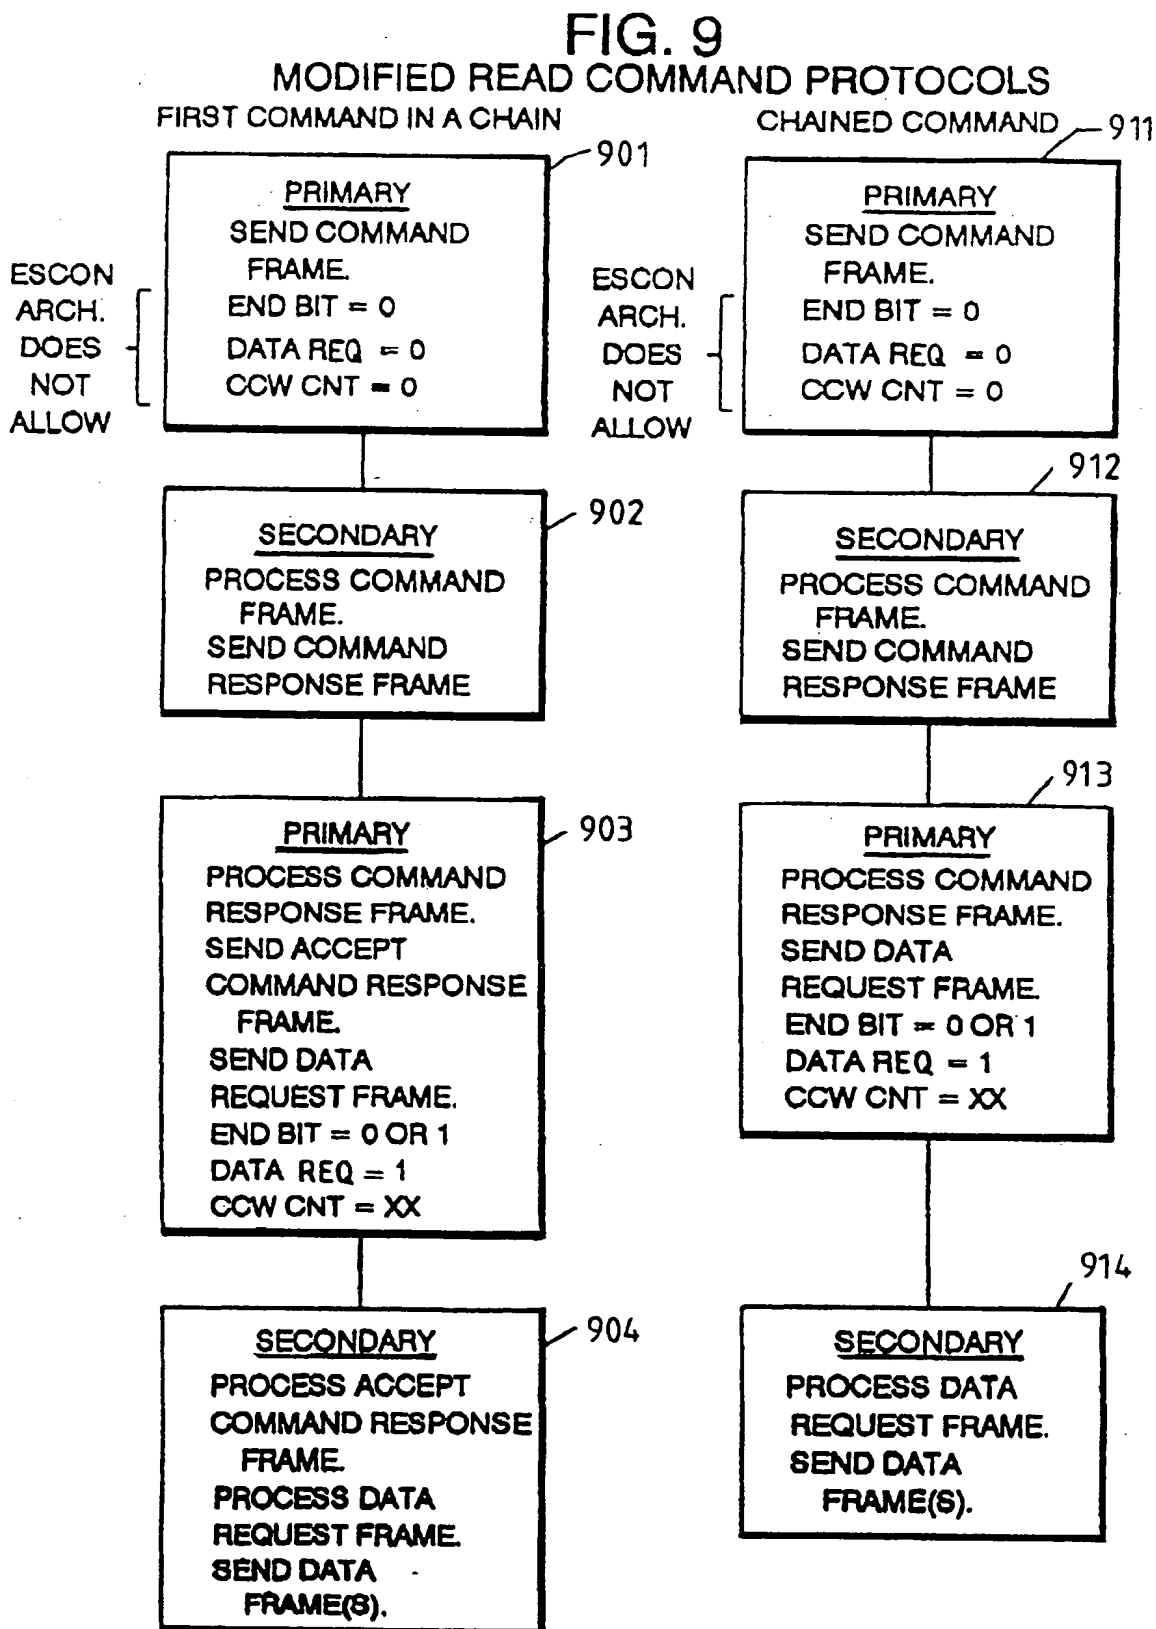 FIG. 9
MODIFIED READ COMMAND PROTOCOLS
FIRST COMMAND IN A CHAIN
901
PRIMARY
SEND COMMAND
FRAME.
END BIT = 0
DATA REQ = 0
CCW CNT = 0
ESCON
ARCH.
DOES
NOT
ALLOW
902
SECONDARY
PROCESS COMMAND
FRAME.
SEND COMMAND
RESPONSE FRAME
903
PRIMARY
PROCESS COMMAND
RESPONSE FRAME.
SEND ACCEPT
COMMAND RESPONSE
FRAME.
SEND DATA
REQUEST FRAME.
END BIT = 0 OR 1
DATA REQ = 1
CCW CNT = XX
904
SECONDARY
PROCESS ACCEPT
COMMAND RESPONSE
FRAME.
PROCESS DATA
REQUEST FRAME.
SEND DATA
FRAME(S).
CHAINED COMMAND
911
PRIMARY
SEND COMMAND
FRAME.
END BIT = 0
DATA REQ = 0
CCW CNT = 0
ESCON
ARCH.
DOES
NOT
ALLOW
912
SECONDARY
PROCESS COMMAND
FRAME.
SEND COMMAND
RESPONSE FRAME
913
PRIMARY
PROCESS COMMAND
RESPONSE FRAME.
SEND DATA
REQUEST FRAME.
END BIT = 0 OR 1
DATA REQ = 1
CCW CNT = XX
914
SECONDARY
PROCESS DATA
REQUEST FRAME.
SEND DATA
FRAME(S).